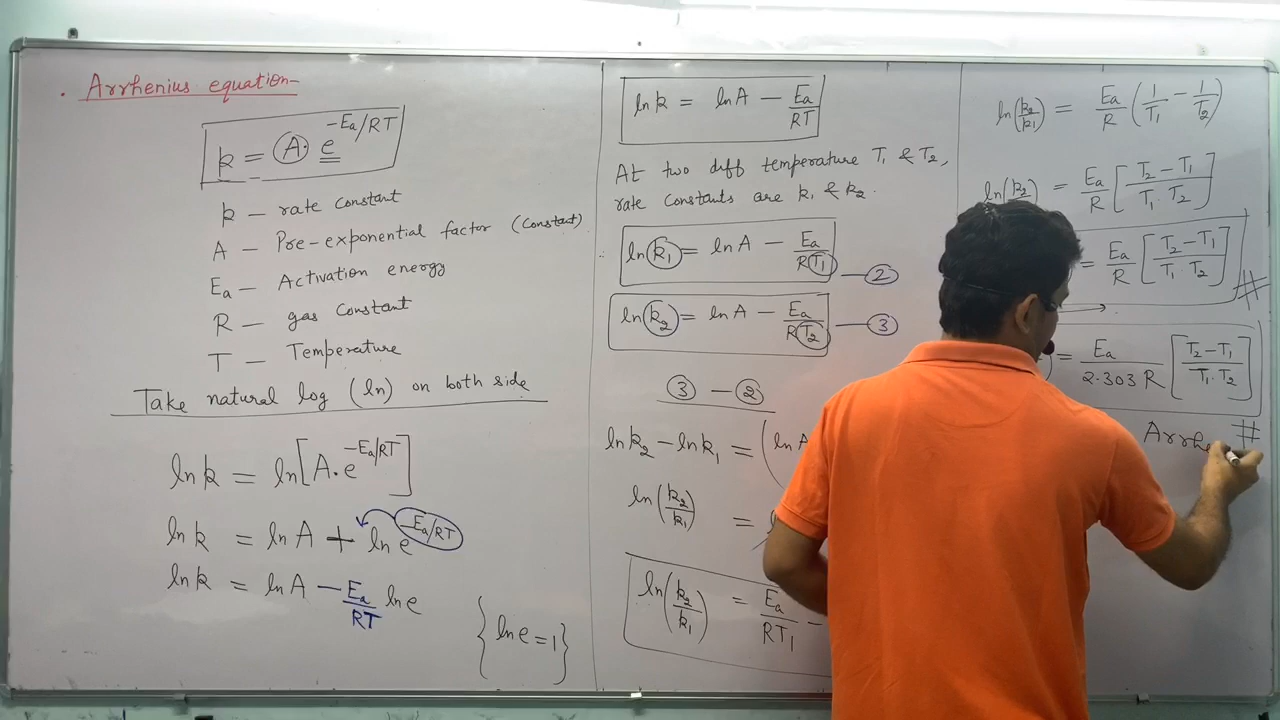 . Arrhenius equation-
k = A. e^-Ea/RT
k - rate constant
A - Pre-exponential factor (Constant)
Ea - Activation energy
R - gas Constant
T - Temperature
Take natural log (ln) on both side
ln k = ln[A. e^-Ea/RT]
ln k = ln A + ln e^-Ea/RT
ln k = ln A - Ea/RT ln e
{ln e = 1}
ln k = ln A - Ea/RT
At two diff temperature T1 & T2,
rate constants are k1 & k2.
∴ ln k1 = ln A - Ea/RT1 - 2
ln k2 = ln A - Ea/RT2 - 3
3 - 2
ln k2 - ln k1 = (ln A
ln(k2/k1) =
ln(k2/k1) = Ea/RT1 -
ln(k2/k1) = Ea/R (1/T1 - 1/T2)
ln(k2 = Ea/R [T2-T1/T1.T2]
= Ea/R [T2-T1/T1.T2] #
) = Ea/2.303 R [T2-T1/T1.T2]
Arrhe #